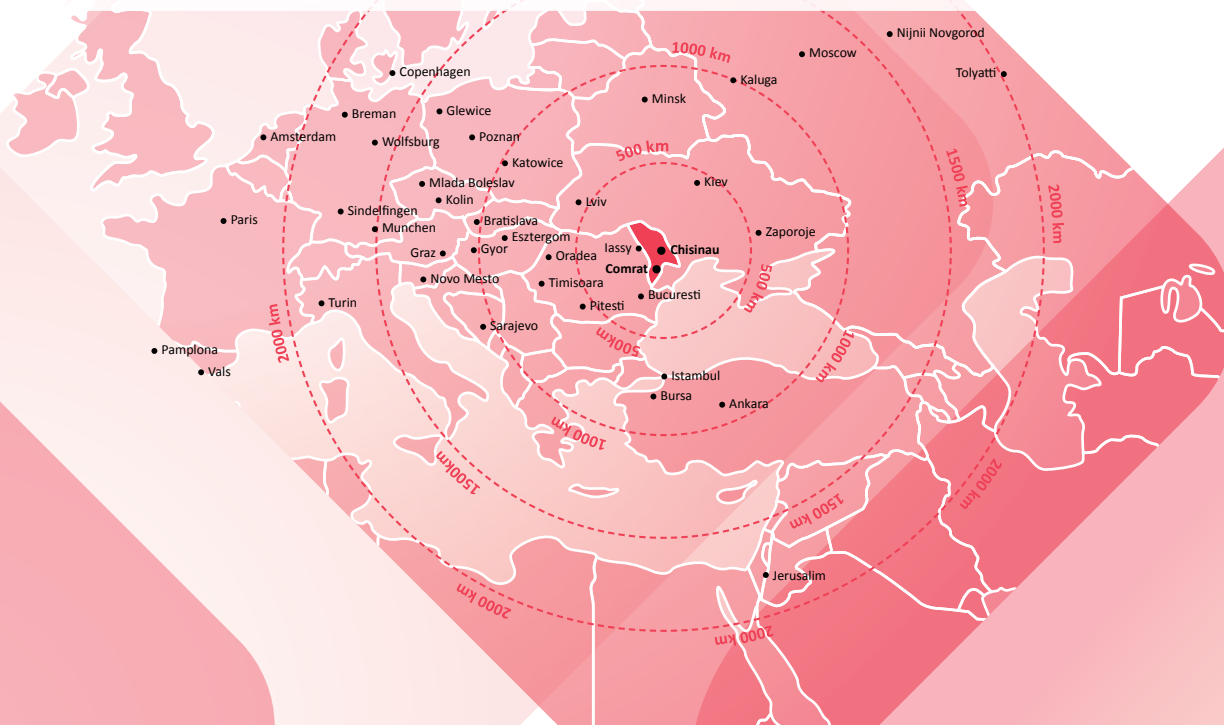 Nijnii Novgorod
1000 km
Moscow
Copenhagen
Tolyatti
Kaluga
Minsk
Breman
Glewice
Amsterdam
Wolfsburg
Poznan
500 km
Katowice
1500 km
Mlada Boleslav
Kiev
Kolin
Lviv
2000 km
Sindelfingen
Paris
Bratislava
Munchen
Zaporoje
Esztergom
Graz
Gyor
Oradea
Iassy
Chisinau
Comrat
Novo Mesto
Timisoara
500 km
Bucuresti
Turin
Pitesti
2000 km
Sarajevo
500km
Pamplona
1000 km
Vals
Istambul
Bursa
Ankara
1000 km
1500km
2000 km
1500 km
Jerusalim
2000 km
2000 km